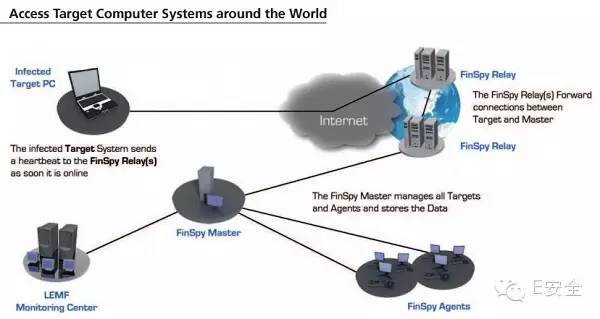 Access Target Computer Systems around the World
Infected
Target PC
FinSpy Relay
The FinSpy Relay(s) Forward
connections between
Target and Master
Internet
FinSpy Relay
The infected Target System sends
a heartbeat to the FinSpy Relay(s)
as soon it is online
The FinSpy Master manages all Targets
and Agents and stores the Data
FinSpy Master
LEMF
Monitoring Center
FinSpy Agents
E安全